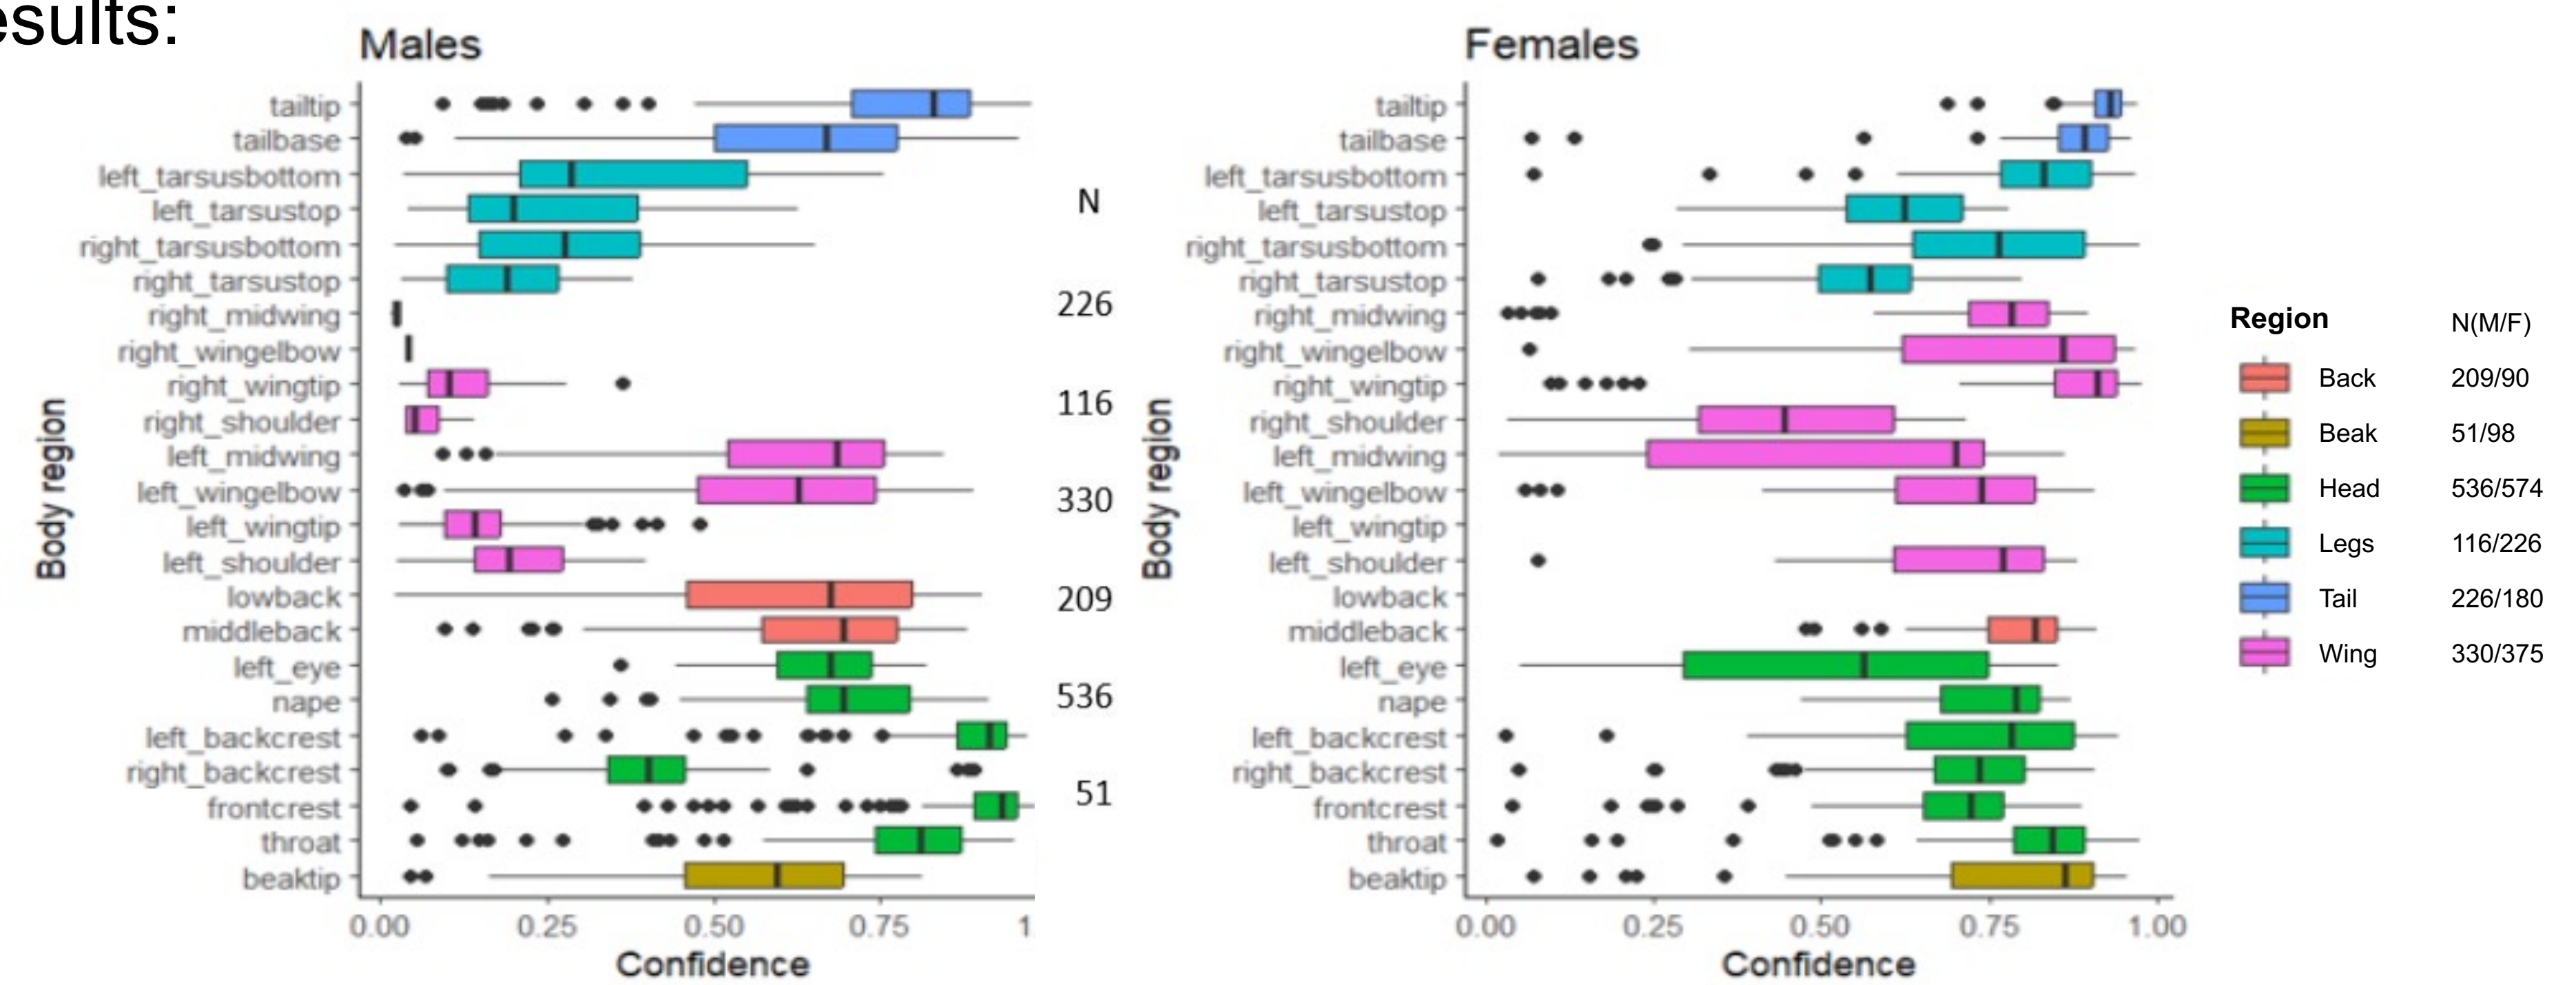 esults:
Males
tailtip
tailbase
left_tarsusbottom
left_tarsustop
right_tarsusbottom
right_tarsustop
right_midwing
right_wingelbow
right_wingtip
right_shoulder
left_midwing
left_wingelbow
left_wingtip
left_shoulder
lowback
middleback
left_eye
nape
left_backcrest
right_backcrest
frontcrest
throat
beaktip
Body region
0.00 0.25 0.50 0.75 1
Confidence
N
226
116
330
209
536
51
Females
tailtip
tailbase
left_tarsusbottom
left_tarsustop
right_tarsusbottom
right_tarsustop
right_midwing
right_wingelbow
right_wingtip
right_shoulder
left_midwing
left_wingelbow
left_wingtip
left_shoulder
lowback
middleback
left_eye
nape
left_backcrest
right_backcrest
frontcrest
throat
beaktip
Body region
0.00 0.25 0.50 0.75 1.00
Confidence
Region N(M/F)
Back 209/90
Beak 51/98
Head 536/574
Legs 116/226
Tail 226/180
Wing 330/375